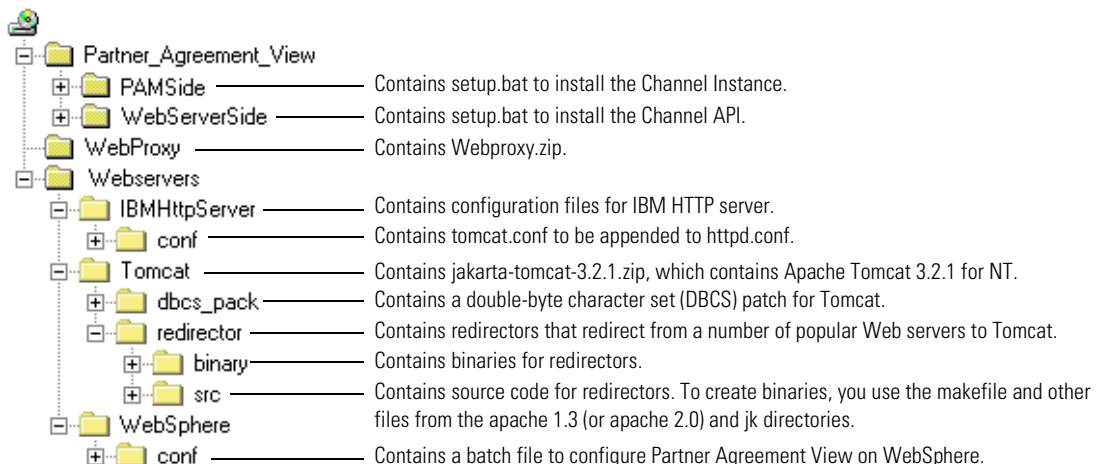 Partner_Agreement_View
PAMSide Contains setup.bat to install the Channel Instance.
WebServerSide Contains setup.bat to install the Channel API.
WebProxy Contains Webproxy.zip.
Webservers
IBMHttpServer Contains configuration files for IBM HTTP server.
conf Contains tomcat.conf to be appended to httpd.conf.
Tomcat Contains jakarta-tomcat-3.2.1.zip, which contains Apache Tomcat 3.2.1 for NT.
dbcs_pack Contains a double-byte character set (DBCS) patch for Tomcat.
redirector Contains redirectors that redirect from a number of popular Web servers to Tomcat.
binary Contains binaries for redirectors.
src Contains source code for redirectors. To create binaries, you use the makefile and other
files from the apache 1.3 (or apache 2.0) and jk directories.
WebSphere
conf Contains a batch file to configure Partner Agreement View on WebSphere.